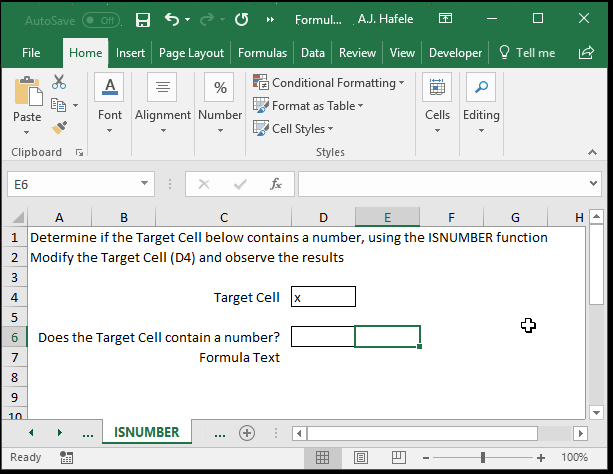 AutoSave Off Formul... A.J. Hafele
File Home Insert Page Layout Formulas Data Review View Developer Tell me
Paste Font Alignment Number Conditional Formatting Format as Table Cell Styles Cells Editing
Clipboard Styles
E6 fx
A B C D E F G H
1 Determine if the Target Cell below contains a number, using the ISNUMBER function
2 Modify the Target Cell (D4) and observe the results
3
4 Target Cell x
5
6 Does the Target Cell contain a number?
7 Formula Text
8
9
10
... ISNUMBER ...
Ready 100%